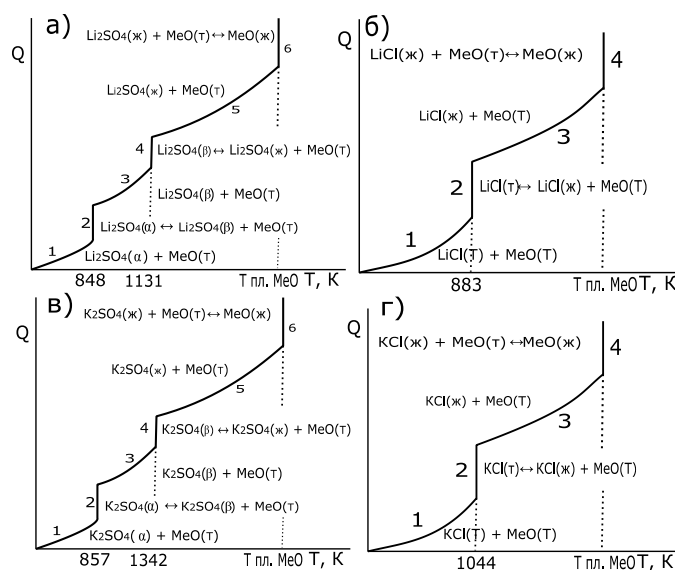 а)
Q
Li2SO4(ж) + MeO(т)↔ MeO(ж)
6
Li2SO4(ж) + MeO(т)
5
4
Li2SO4(β)↔ Li2SO4(ж) + MeO(т)
3
Li2SO4(β) + MeO(т)
2
Li2SO4(α) ↔ Li2SO4(β) + MeO(т)
1
Li2SO4(α) + MeO(т)
848
1131
Т пл. MeO Т, К
б)
Q
LiCl(ж) + MeO(т)↔ MeO(ж)
4
LiCl(ж) + MeO(Т)
3
2
LiCl(т)↔ LiCl(ж) + MeO(Т)
1
LiCl(Т) + MeO(Т)
883
Т пл. MeO Т, К
в)
Q
K2SO4(ж) + MeO(т)↔ MeO(ж)
6
K2SO4(ж) + MeO(т)
5
4
K2SO4(β)↔ K2SO4(ж) + MeO(т)
3
K2SO4(β) + MeO(т)
2
K2SO4(α) ↔ K2SO4(β) + MeO(т)
1
K2SO4(α) + MeO(т)
857
1342
Т пл. MeO Т, К
г)
Q
KCl(ж) + MeO(т) ↔MeO(ж)
4
KCl(ж) + MeO(Т)
3
2
KCl(т)↔ KCl(ж) + MeO(Т)
1
KCl(Т) + MeO(Т)
1044
Т пл. MeO Т, К